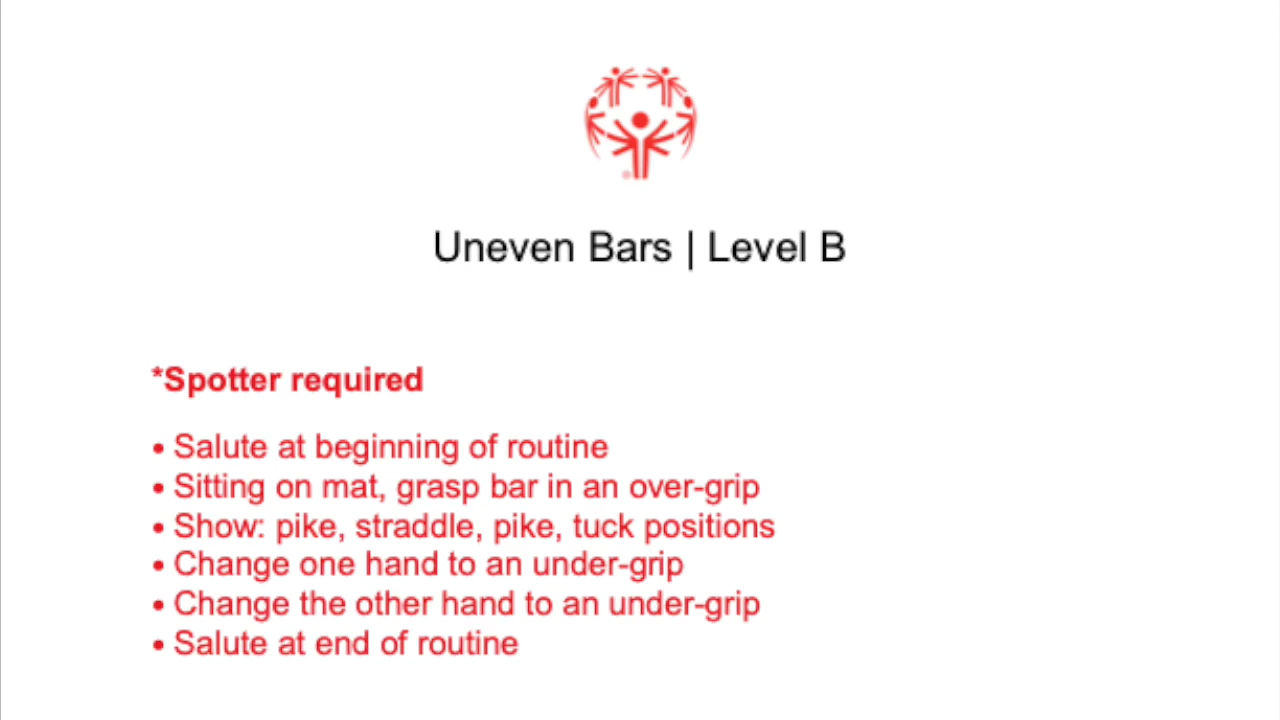 Uneven Bars | Level B
*Spotter required
• Salute at beginning of routine
• Sitting on mat, grasp bar in an over-grip
• Show: pike, straddle, pike, tuck positions
• Change one hand to an under-grip
• Change the other hand to an under-grip
• Salute at end of routine